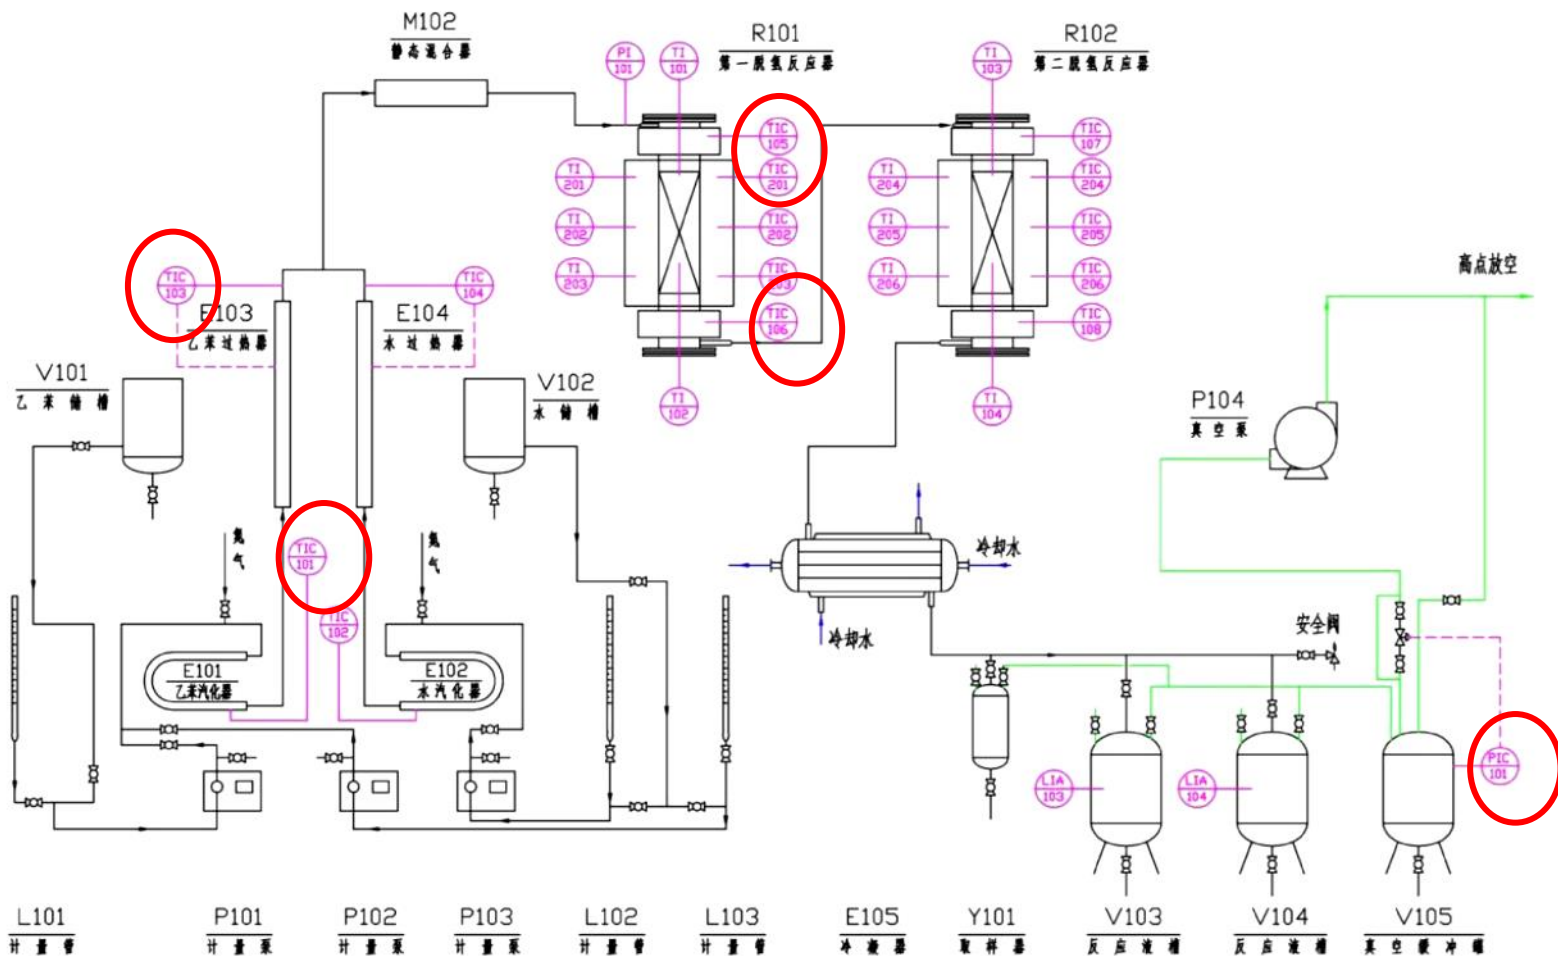 M102
静态混合器
R101
第一脱氢反应器
R102
第二脱氢反应器
PI
101
TI
101
TI
103
TIC
105
TIC
107
TI
201
TIC
201
TI
204
TIC
204
TI
202
TIC
202
TI
205
TIC
205
TI
203
TIC
203
TI
206
TIC
206
高点放空
TIC
103
TIC
104
E103
乙苯过热器
E104
水过热器
TIC
106
TIC
108
V101
乙苯储槽
V102
水储槽
TI
102
TI
104
P104
真空泵
氮气
TIC
101
氮气
冷却水
TIC
102
冷却水
安全阀
E101
乙苯汽化器
E102
水汽化器
LIA
103
LIA
104
PIC
101
L101
计量管
P101
计量泵
P102
计量泵
P103
计量泵
L102
计量管
L103
计量管
E105
冷凝器
Y101
取样器
V103
反应液槽
V104
反应液槽
V105
真空缓冲罐